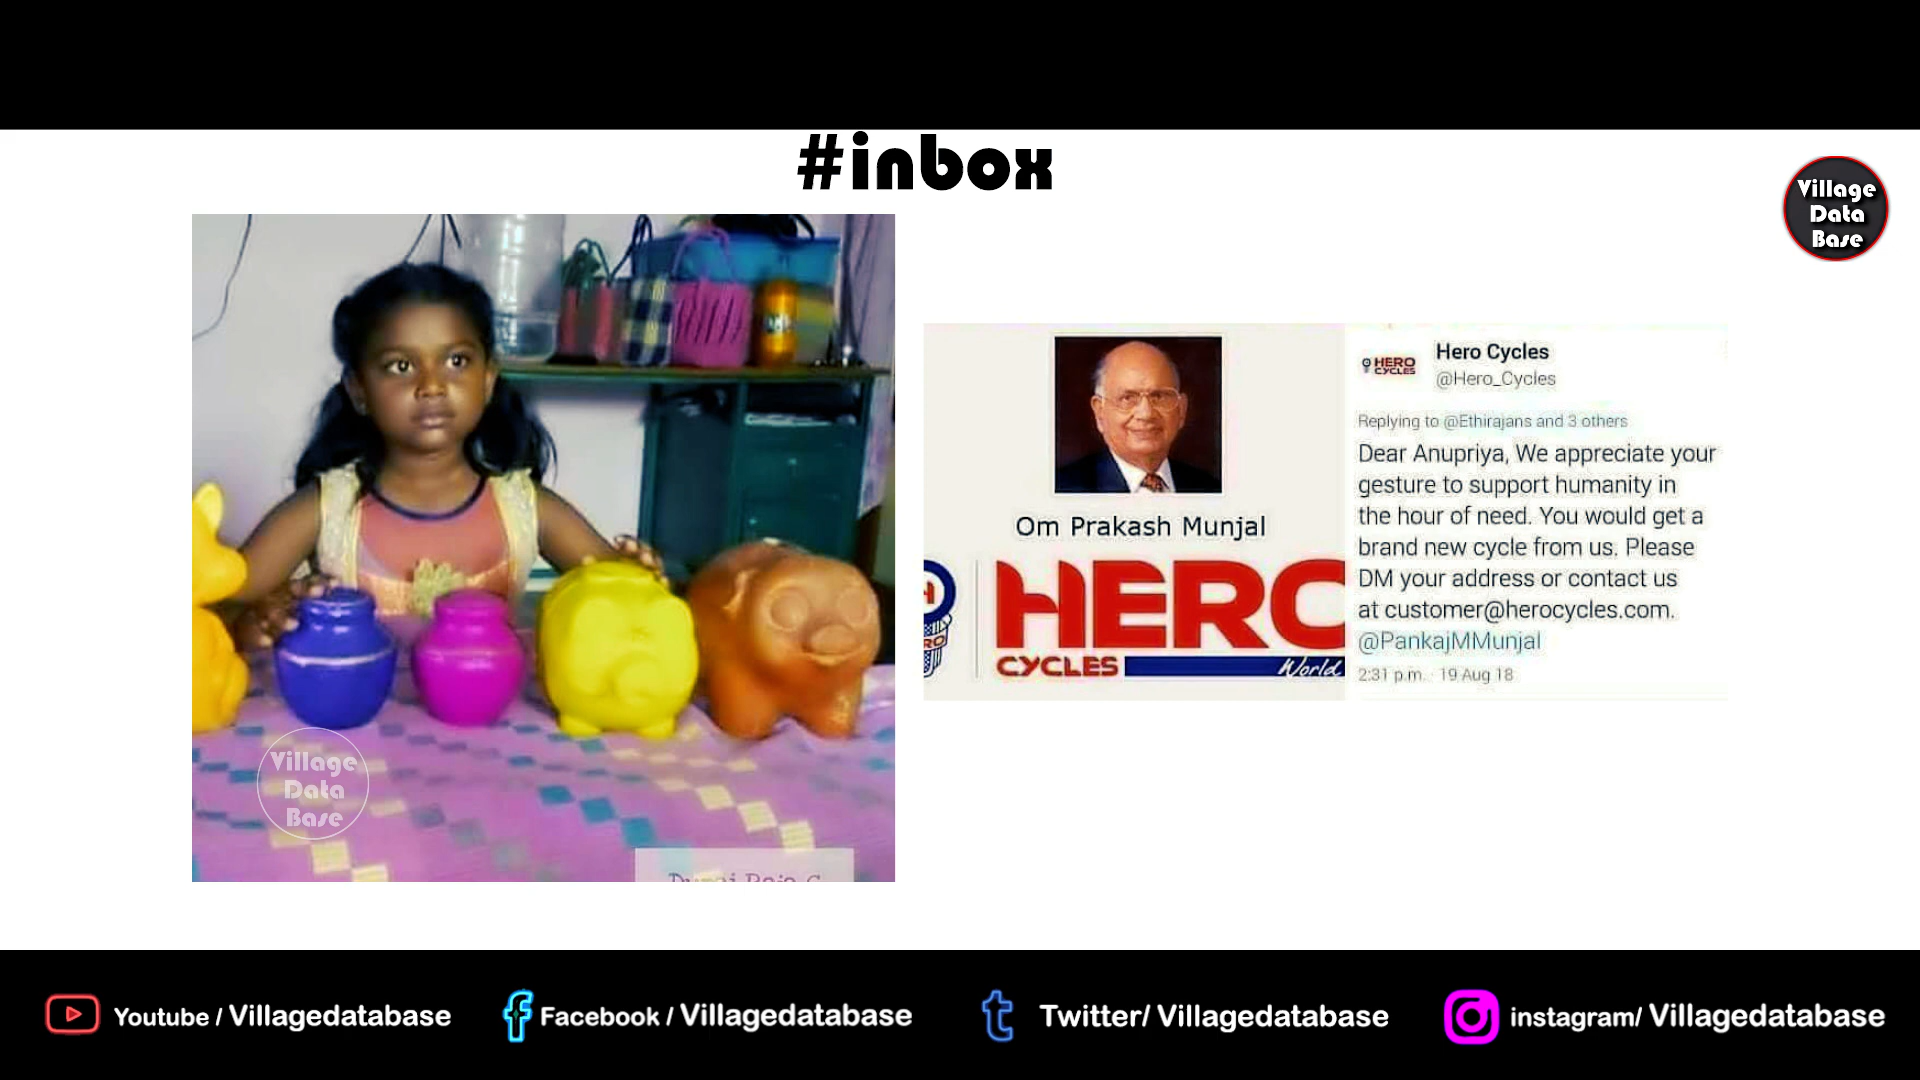 #inbox
Village
Data
Base
Om Prakash Munjal
HERO
CYCLES
World
HERO
CYCLES
Hero Cycles
@Hero_Cycles
Replying to @Ethirajans and 3 others
Dear Anupriya, We appreciate your
gesture to support humanity in
the hour of need. You would get a
brand new cycle from us. Please
DM your address or contact us
at customer@herocycles.com.
@PankajMMunjal
2:31 p.m. · 19 Aug 18
Village
Data
Base
Youtube / Villagedatabase
Facebook / Villagedatabase
Twitter/ Villagedatabase
instagram/ Villagedatabase